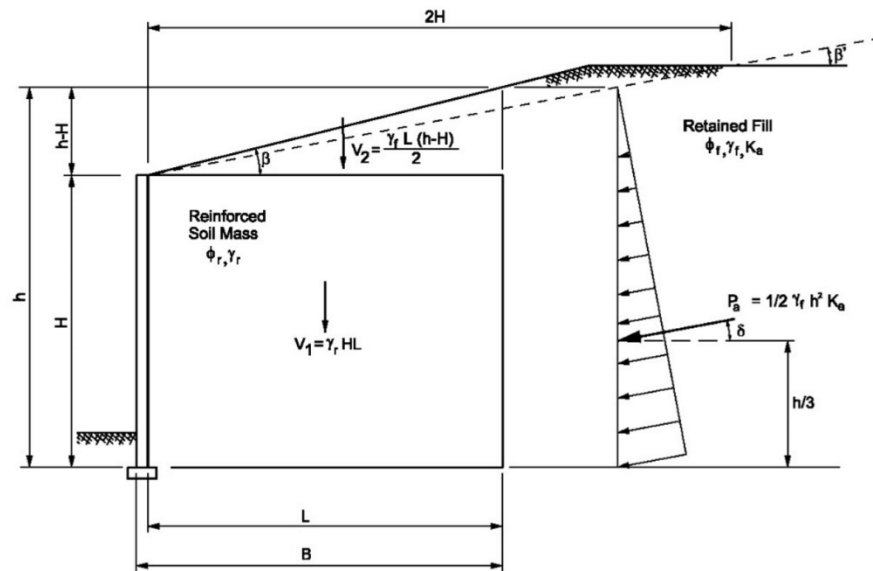 2H
β'
h-H
β
V₂ = γf L (h-H) / 2
Retained Fill
ϕf, γf, Ka
Reinforced
Soil Mass
ϕr, γr
h
H
Pa = 1/2 γf h² Ka
δ
V₁ = γr HL
h/3
L
B